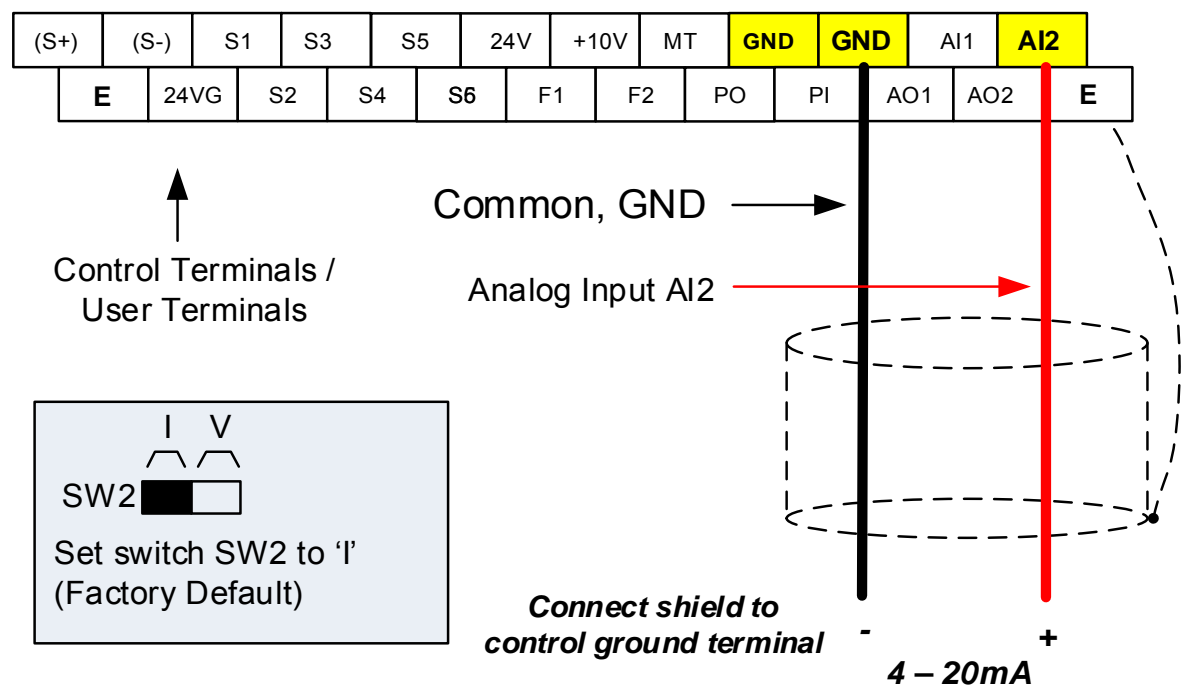 (S+) (S-) S1 S3 S5 24V +10V MT GND GND AI1 AI2
E 24VG S2 S4 S6 F1 F2 PO PI AO1 AO2 E
Common, GND
Control Terminals /
User Terminals
Analog Input AI2
I V
SW2
Set switch SW2 to ‘I’
(Factory Default)
Connect shield to
control ground terminal
- +
4 – 20mA